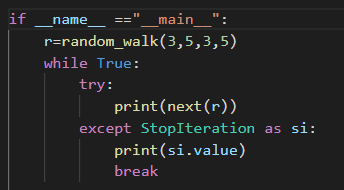 if __name__ =="__main__":
    r=random_walk(3,5,3,5)
    while True:
        try:
            print(next(r))
        except StopIteration as si:
            print(si.value)
            break